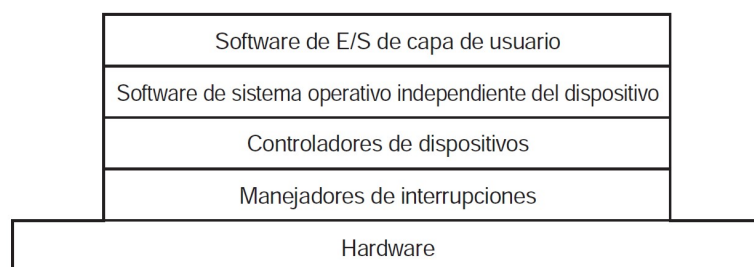 Software de E/S de capa de usuario
Software de sistema operativo independiente del dispositivo
Controladores de dispositivos
Manejadores de interrupciones
Hardware